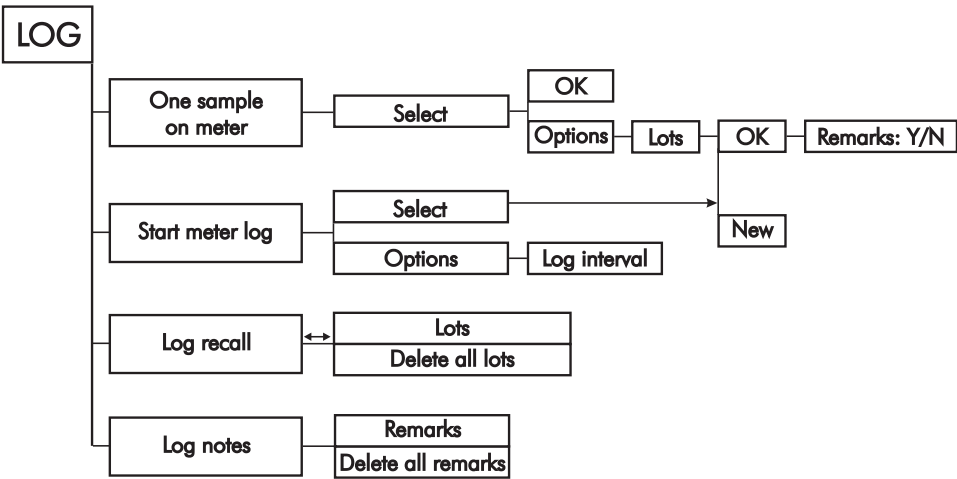 LOG
One sample
on meter
Select
OK
Options
Lots
OK
Remarks: Y/N
New
Start meter log
Select
Options
Log interval
Log recall
Lots
Delete all lots
Log notes
Remarks
Delete all remarks